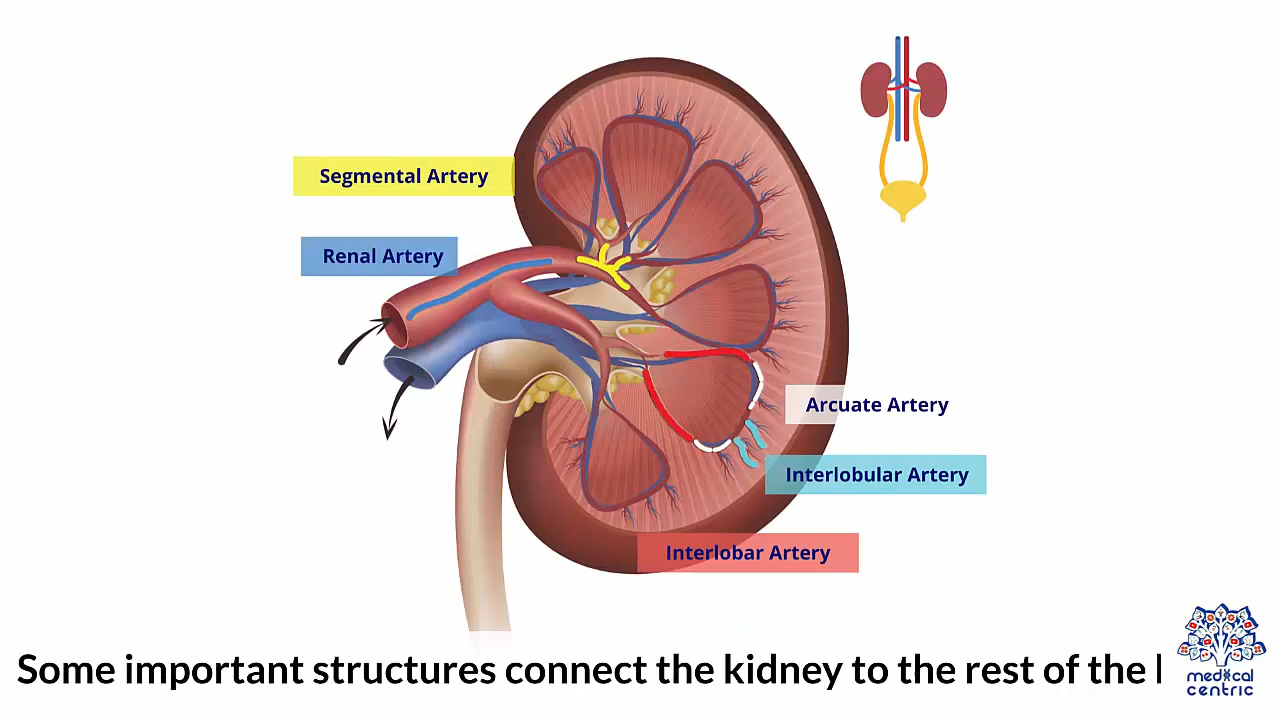 Segmental Artery
Renal Artery
Arcuate Artery
Interlobular Artery
Interlobar Artery
Some important structures connect the kidney to the rest of the
medical
centric